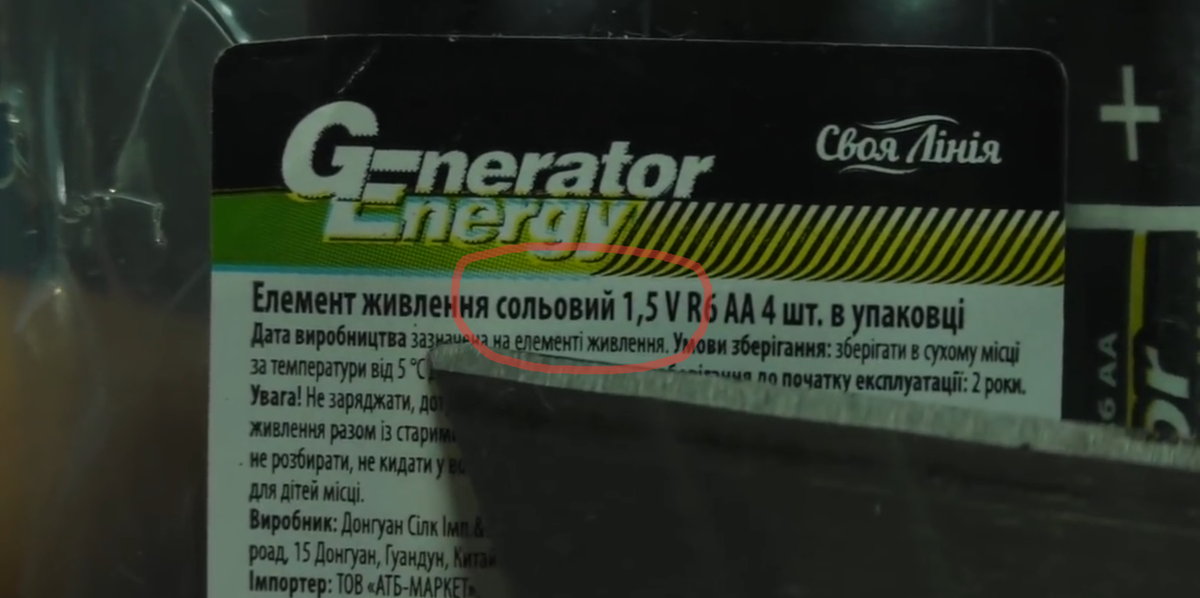 Generator
Energy
Своя Лінія
+
Елемент живлення сольовий 1,5 V R6 AA 4 шт. в упаковці
Дата виробництва зазначена на елементі живлення. Умови зберігання: зберігати в сухому місці
за температури від 5 °C до початку експлуатації: 2 роки.
Увага! Не заряджати,
живлення разом із
не розбирати, не кидати у
для дітей місці.
Виробник: Донгуан Сілк Імп.&
роад, 15 Донгуан, Гуандун, Китай
Імпортер: ТОВ «АТБ-МАРКЕТ»
AA
or